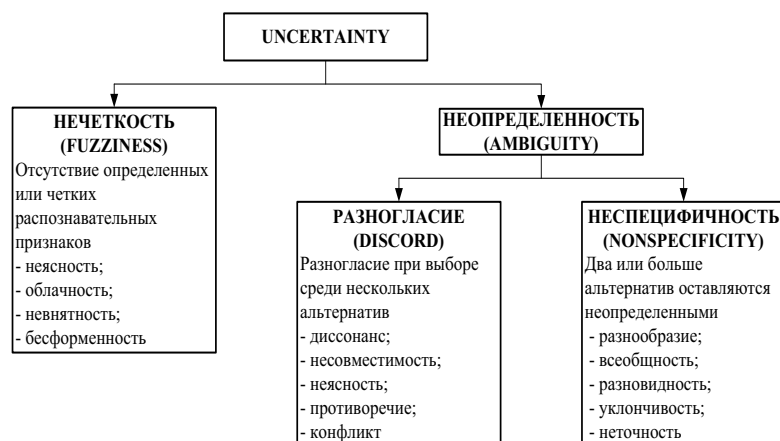 UNCERTAINTY
НЕЧЕТКОСТЬ
(FUZZINESS)
Отсутствие определенных
или четких
распознавательных
признаков
- неясность;
- облачность;
- невнятность;
- бесформенность
НЕОПРЕДЕЛЕННОСТЬ
(AMBIGUITY)
РАЗНОГЛАСИЕ
(DISCORD)
Разногласие при выборе
среди нескольких
альтернатив
- диссонанс;
- несовместимость;
- неясность;
- противоречие;
- конфликт
НЕСПЕЦИФИЧНОСТЬ
(NONSPECIFICITY)
Два или больше
альтернатив оставляются
неопределенными
- разнообразие;
- всеобщность;
- разновидность;
- уклончивость;
- неточность